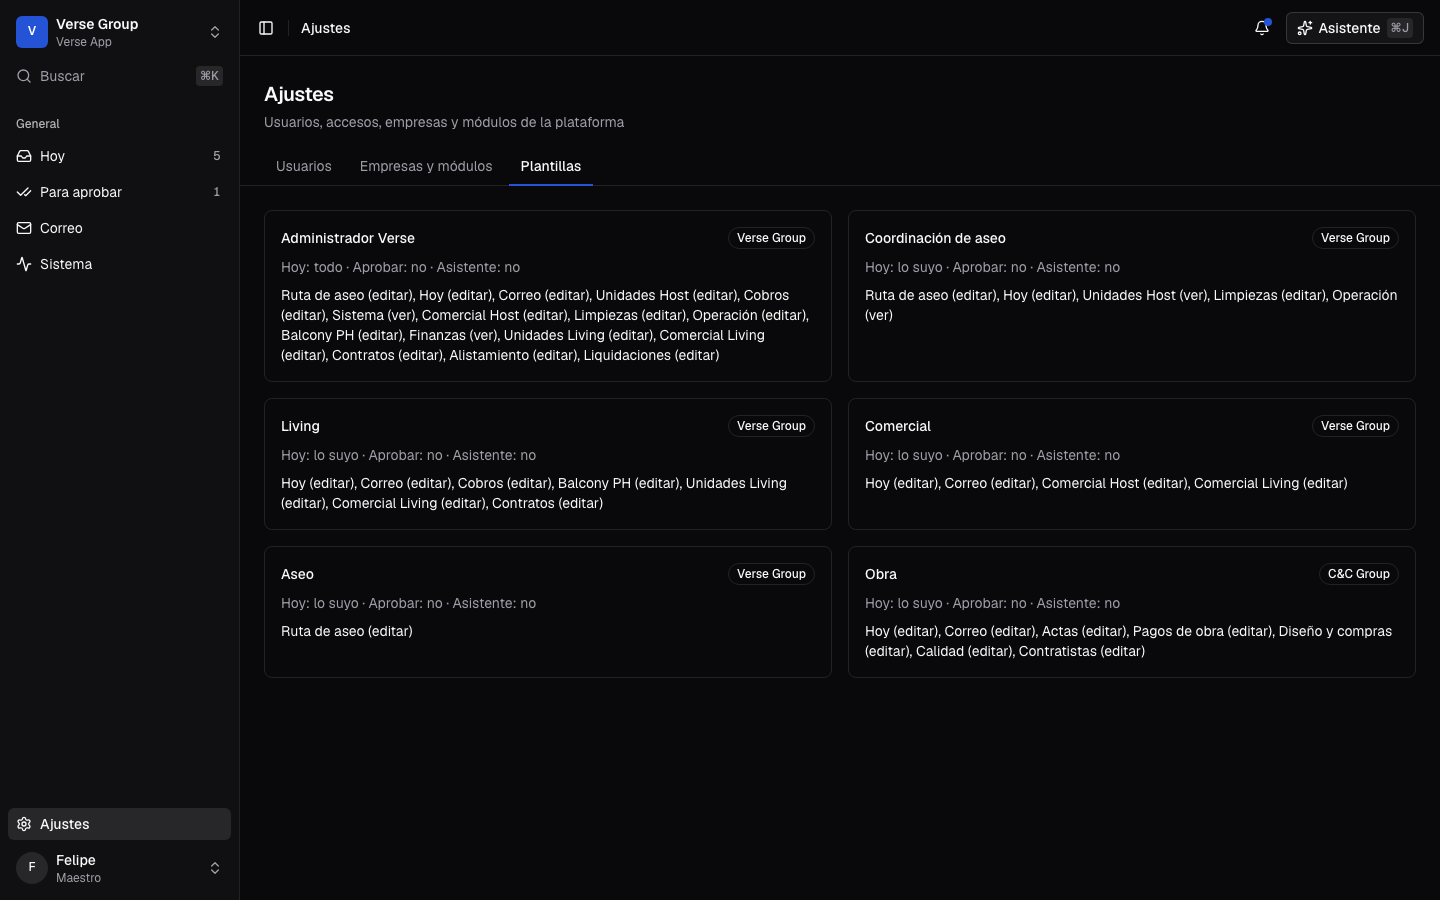 V
Verse Group
Verse App
Buscar
⌘K
General
Hoy
5
Para aprobar
1
Correo
Sistema
Ajustes
F
Felipe
Maestro
Ajustes
Asistente
⌘J
Ajustes
Usuarios, accesos, empresas y módulos de la plataforma
Usuarios
Empresas y módulos
Plantillas
Administrador Verse
Verse Group
Hoy: todo · Aprobar: no · Asistente: no
Ruta de aseo (editar), Hoy (editar), Correo (editar), Unidades Host (editar), Cobros
(editar), Sistema (ver), Comercial Host (editar), Limpiezas (editar), Operación (editar),
Balcony PH (editar), Finanzas (ver), Unidades Living (editar), Comercial Living
(editar), Contratos (editar), Alistamiento (editar), Liquidaciones (editar)
Coordinación de aseo
Verse Group
Hoy: lo suyo · Aprobar: no · Asistente: no
Ruta de aseo (editar), Hoy (editar), Unidades Host (ver), Limpiezas (editar), Operación
(ver)
Living
Verse Group
Hoy: lo suyo · Aprobar: no · Asistente: no
Hoy (editar), Correo (editar), Cobros (editar), Balcony PH (editar), Unidades Living
(editar), Comercial Living (editar), Contratos (editar)
Comercial
Verse Group
Hoy: lo suyo · Aprobar: no · Asistente: no
Hoy (editar), Correo (editar), Comercial Host (editar), Comercial Living (editar)
Aseo
Verse Group
Hoy: lo suyo · Aprobar: no · Asistente: no
Ruta de aseo (editar)
Obra
C&C Group
Hoy: lo suyo · Aprobar: no · Asistente: no
Hoy (editar), Correo (editar), Actas (editar), Pagos de obra (editar), Diseño y compras
(editar), Calidad (editar), Contratistas (editar)